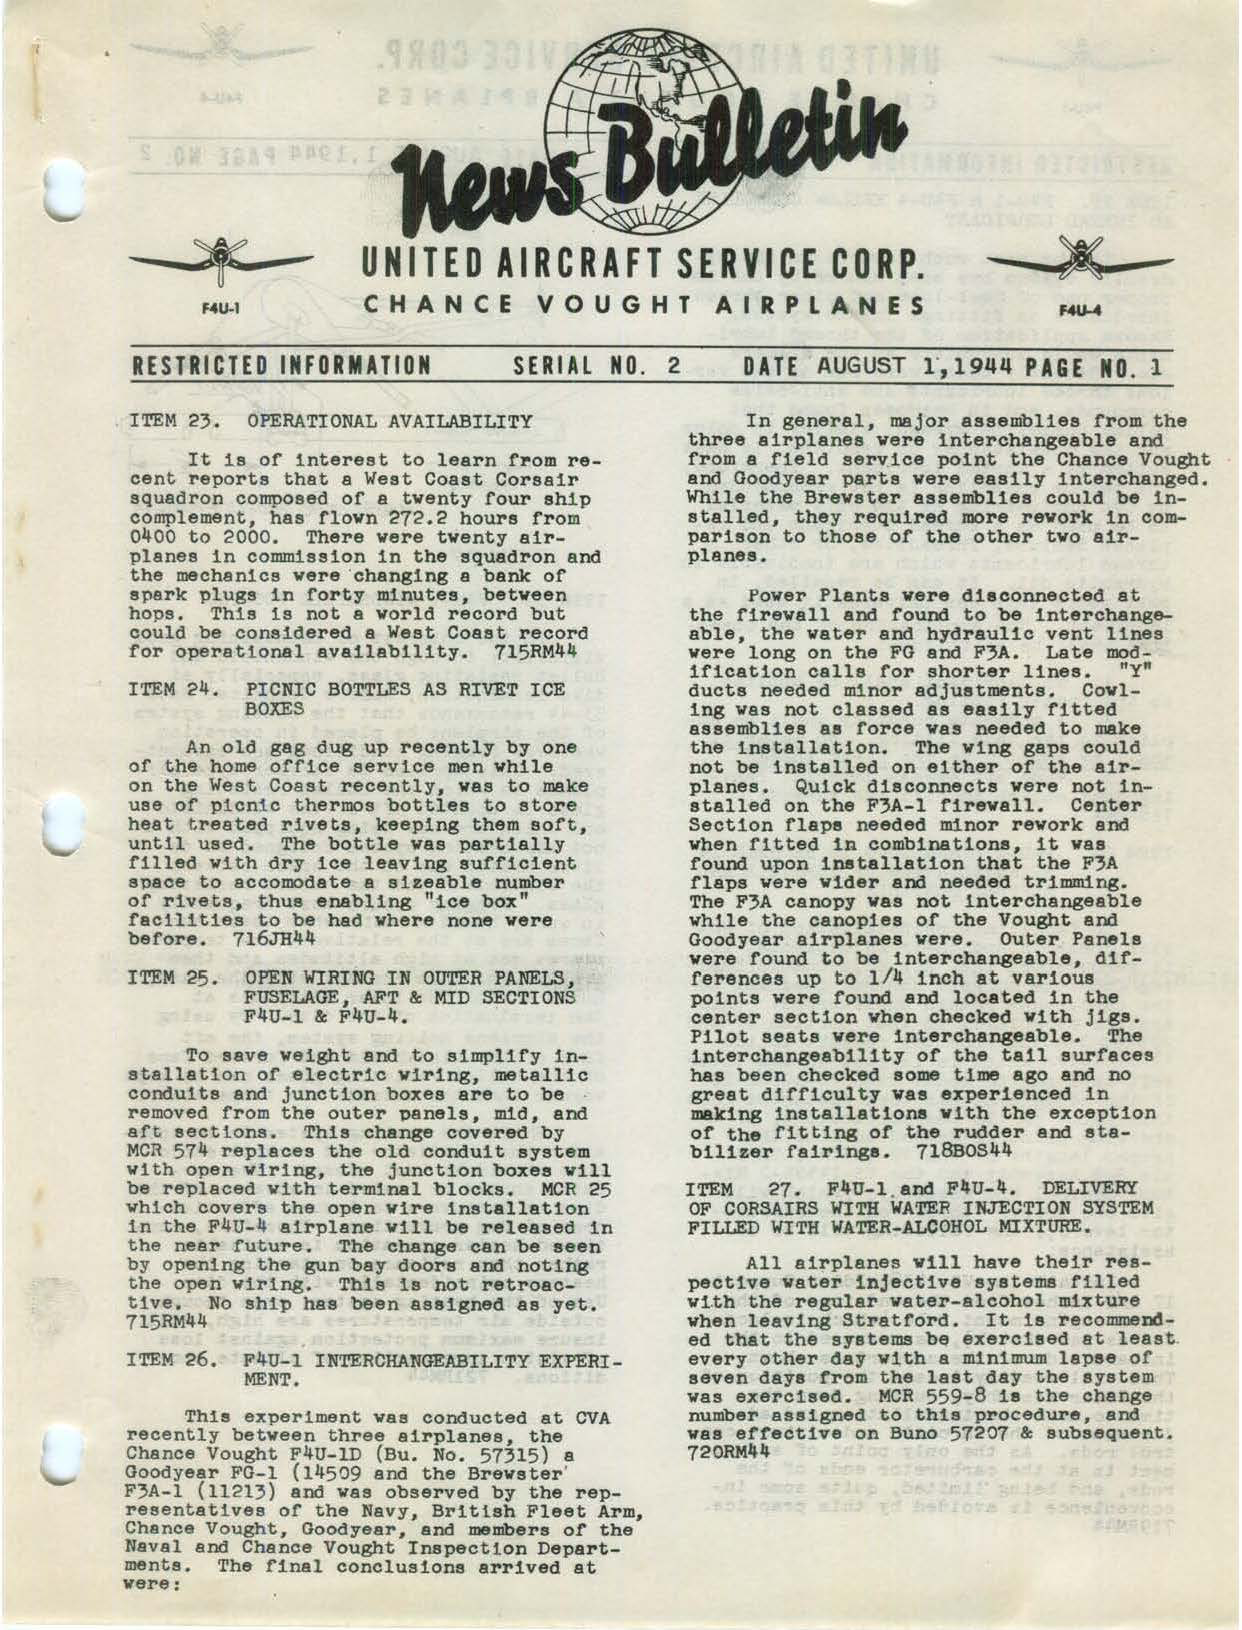 News Bulletin
UNITED AIRCRAFT SERVICE CORP.
CHANCE VOUGHT AIRPLANES
F4U-1
F4U-4
RESTRICTED INFORMATION SERIAL NO. 2 DATE AUGUST 1, 1944 PAGE NO. 1
ITEM 23. OPERATIONAL AVAILABILITY
It is of interest to learn from re-
cent reports that a West Coast Corsair
squadron composed of a twenty four ship
complement, has flown 272.2 hours from
0400 to 2000. There were twenty air-
planes in commission in the squadron and
the mechanics were changing a bank of
spark plugs in forty minutes, between
hops. This is not a world record but
could be considered a West Coast record
for operational availability. 715RM44
ITEM 24. PICNIC BOTTLES AS RIVET ICE
BOXES
An old gag dug up recently by one
of the home office service men while
on the West Coast recently, was to make
use of picnic thermos bottles to store
heat treated rivets, keeping them soft,
until used. The bottle was partially
filled with dry ice leaving sufficient
space to accomodate a sizeable number
of rivets, thus enabling "ice box"
facilities to be had where none were
before. 716JH44
ITEM 25. OPEN WIRING IN OUTER PANELS,
FUSELAGE, AFT & MID SECTIONS
F4U-1 & F4U-4.
To save weight and to simplify in-
stallation of electric wiring, metallic
conduits and junction boxes are to be
removed from the outer panels, mid, and
aft sections. This change covered by
MCR 574 replaces the old conduit system
with open wiring, the junction boxes will
be replaced with terminal blocks. MCR 25
which covers the open wire installation
in the F4U-4 airplane will be released in
the near future. The change can be seen
by opening the gun bay doors and noting
the open wiring. This is not retroac-
tive. No ship has been assigned as yet.
715RM44
ITEM 26. F4U-1 INTERCHANGEABILITY EXPERI-
MENT.
This experiment was conducted at CVA
recently between three airplanes, the
Chance Vought F4U-1D (Bu. No. 57315) a
Goodyear FG-1 (14509 and the Brewster
F3A-1 (11213) and was observed by the rep-
resentatives of the Navy, British Fleet Arm,
Chance Vought, Goodyear, and members of the
Naval and Chance Vought Inspection Depart-
ments. The final conclusions arrived at
were:
In general, major assemblies from the
three airplanes were interchangeable and
from a field service point the Chance Vought
and Goodyear parts were easily interchanged.
While the Brewster assemblies could be in-
stalled, they required more rework in com-
parison to those of the other two air-
planes.
Power Plants were disconnected at
the firewall and found to be interchange-
able, the water and hydraulic vent lines
were long on the FG and F3A. Late mod-
ification calls for shorter lines. "Y"
ducts needed minor adjustments. Cowl-
ing was not classed as easily fitted
assemblies as force was needed to make
the installation. The wing gaps could
not be installed on either of the air-
planes. Quick disconnects were not in-
stalled on the F3A-1 firewall. Center
Section flaps needed minor rework and
when fitted in combinations, it was
found upon installation that the F3A
flaps were wider and needed trimming.
The F3A canopy was not interchangeable
while the canopies of the Vought and
Goodyear airplanes were. Outer Panels
were found to be interchangeable, dif-
ferences up to 1/4 inch at various
points were found and located in the
center section when checked with jigs.
Pilot seats were interchangeable. The
interchangeability of the tail surfaces
has been checked some time ago and no
great difficulty was experienced in
making installations with the exception
of the fitting of the rudder and sta-
bilizer fairings. 718BOS44
ITEM 27. F4U-1 and F4U-4. DELIVERY
OF CORSAIRS WITH WATER INJECTION SYSTEM
FILLED WITH WATER-ALCOHOL MIXTURE.
All airplanes will have their res-
pective water injective systems filled
with the regular water-alcohol mixture
when leaving Stratford. It is recommend-
ed that the systems be exercised at least
every other day with a minimum lapse of
seven days from the last day the system
was exercised. MCR 559-8 is the change
number assigned to this procedure, and
was effective on Buno 57207 & subsequent.
720RM44